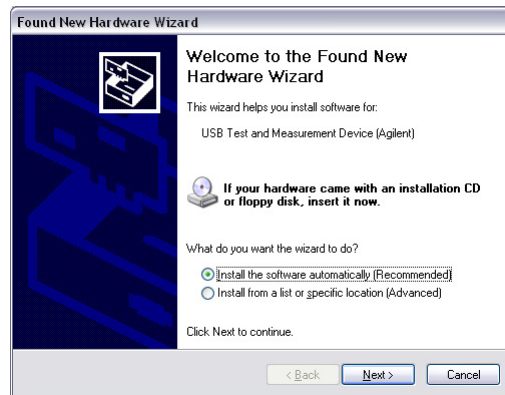 Found New Hardware Wizard
Welcome to the Found New
Hardware Wizard
This wizard helps you install software for:
USB Test and Measurement Device (Agilent)
If your hardware came with an installation CD
or floppy disk, insert it now.
What do you want the wizard to do?
Install the software automatically (Recommended)
Install from a list or specific location (Advanced)
Click Next to continue.
< Back Next > Cancel